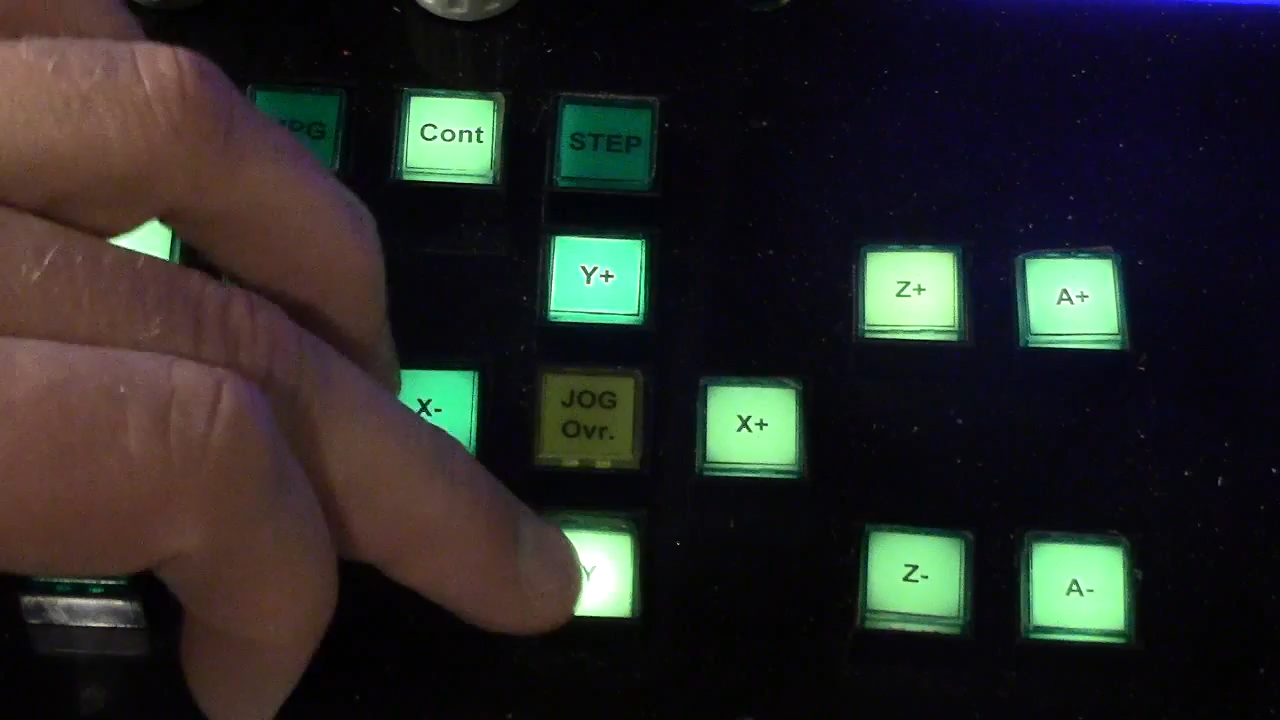 Cont
STEP
Y+
Z+
A+
X-
JOG
Ovr.
X+
Y
Z-
A-